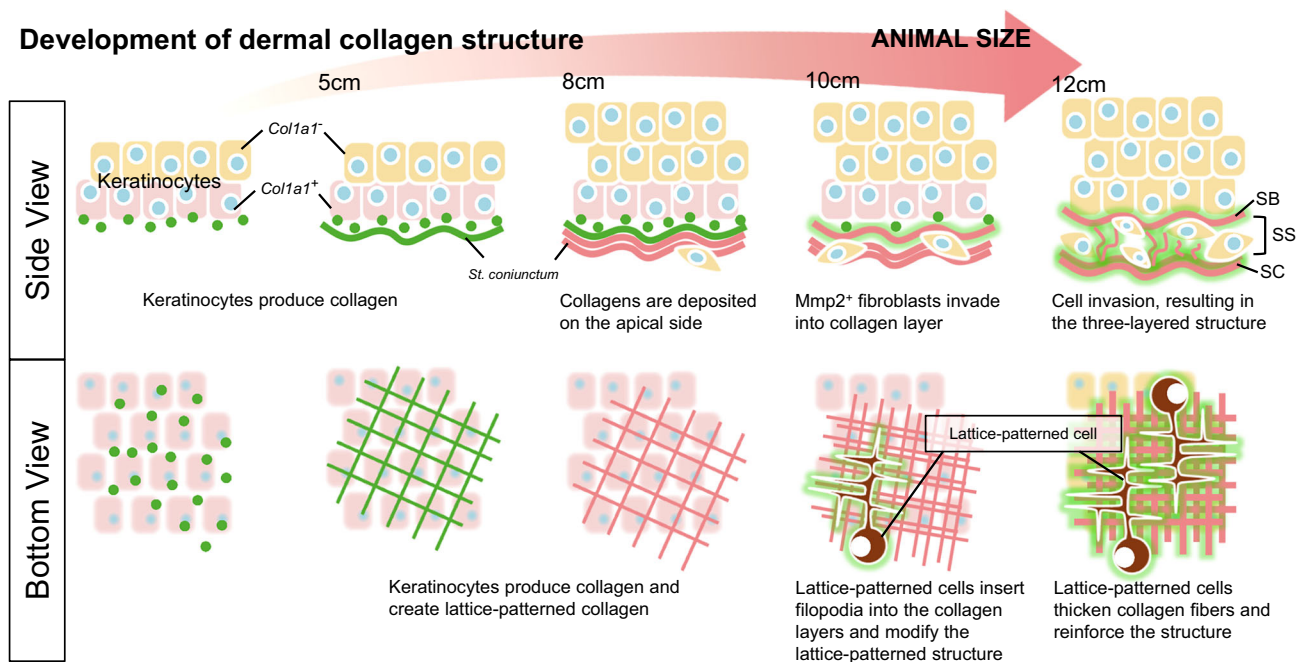 Development of dermal collagen structure
ANIMAL SIZE
5cm
8cm
10cm
12cm
Side View
Col1a1-
Keratinocytes
Col1a1+
St. coniunctum
SB
SS
SC
Keratinocytes produce collagen
Collagens are deposited
on the apical side
Mmp2+ fibroblasts invade
into collagen layer
Cell invasion, resulting in
the three-layered structure
Bottom View
Lattice-patterned cell
Keratinocytes produce collagen and
create lattice-patterned collagen
Lattice-patterned cells insert
filopodia into the collagen
layers and modify the
lattice-patterned structure
Lattice-patterned cells
thicken collagen fibers and
reinforce the structure